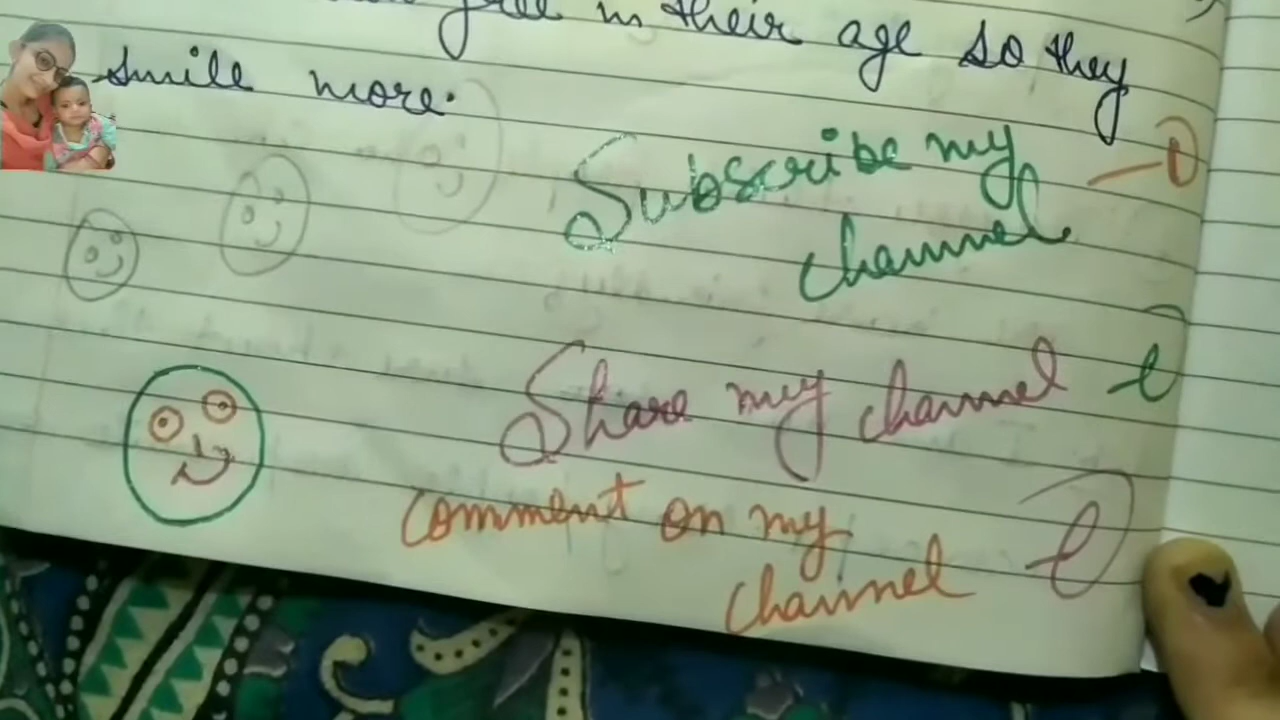 free in their age so they
smile more.
Subscribe my
channel
Share my channel
comment on my
channel